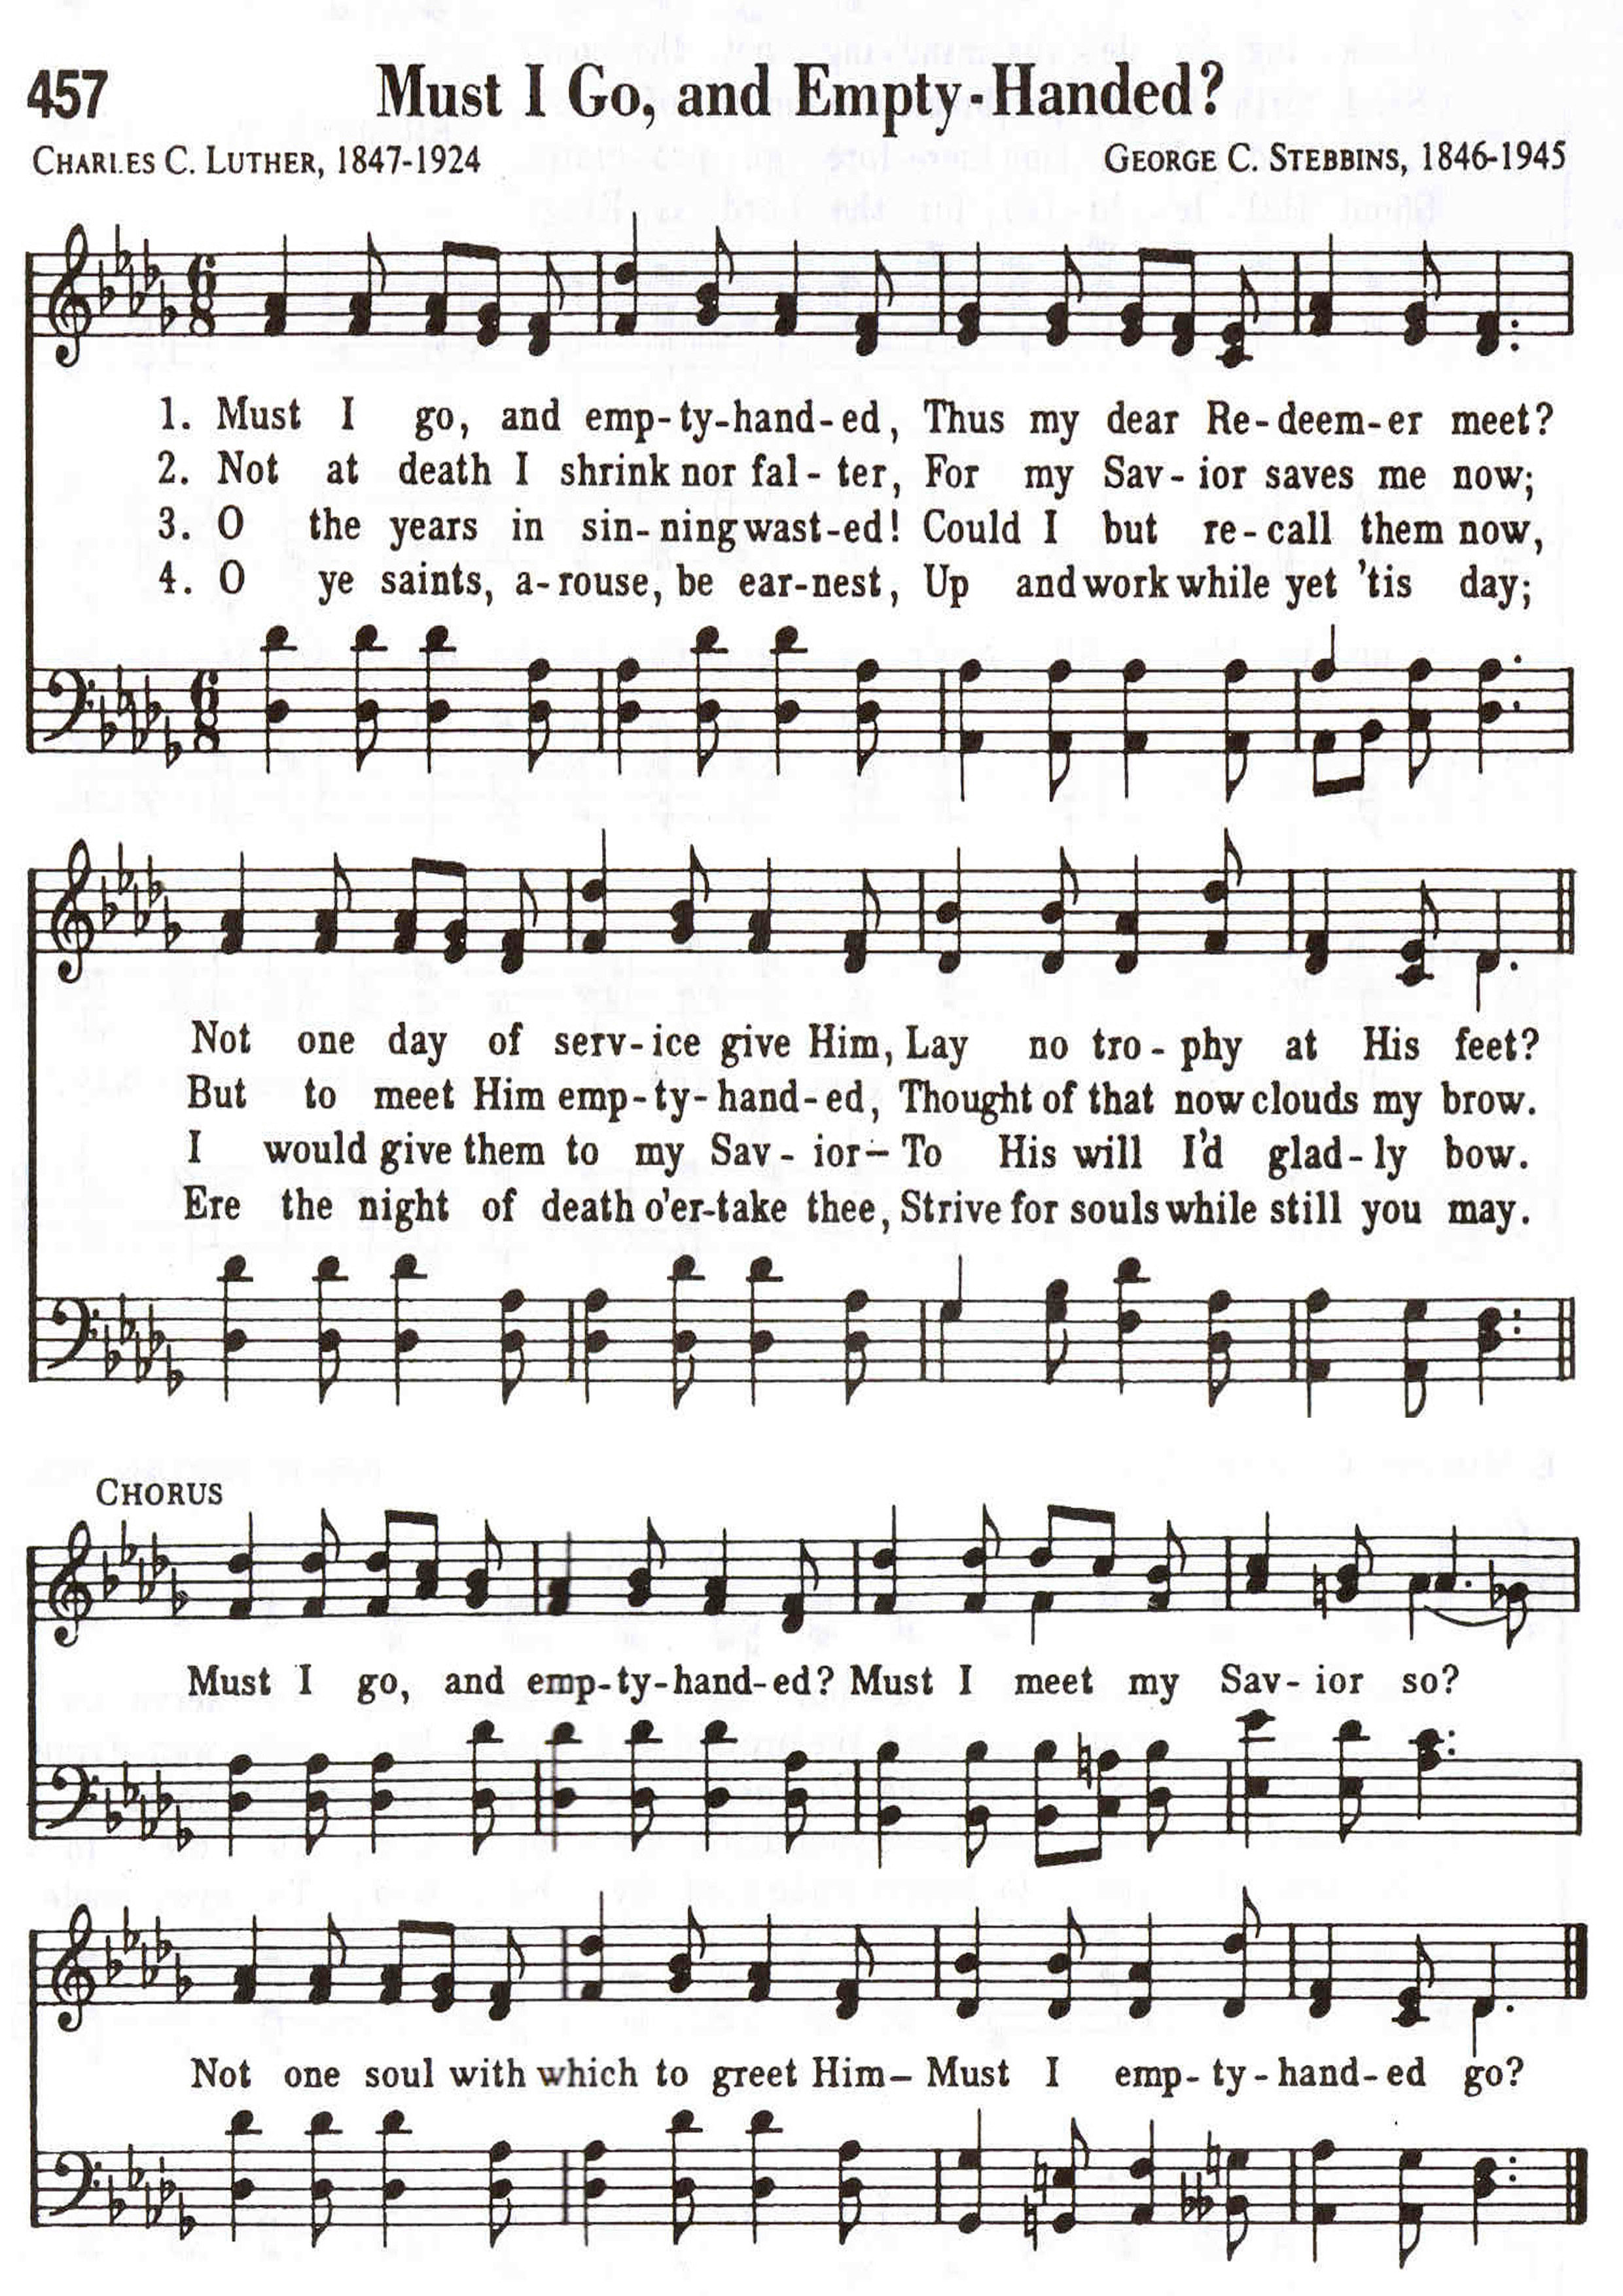 457 Must I Go, and Empty-Handed?
CHARLES C. LUTHER, 1847-1924 GEORGE C. STEBBINS, 1846-1945
1. Must I go, and emp-ty-hand-ed, Thus my dear Re-deem-er meet?
2. Not at death I shrink nor fal-ter, For my Sav-ior saves me now;
3. O the years in sin-ning wast-ed! Could I but re-call them now,
4. O ye saints, a-rouse, be ear-nest, Up and work while yet 'tis day;
Not one day of serv-ice give Him, Lay no tro-phy at His feet?
But to meet Him emp-ty-hand-ed, Thought of that now clouds my brow.
I would give them to my Sav-ior— To His will I'd glad-ly bow.
Ere the night of death o'er-take thee, Strive for souls while still you may.
CHORUS
Must I go, and emp-ty-hand-ed? Must I meet my Sav-ior so?
Not one soul with which to greet Him— Must I emp-ty-hand-ed go?